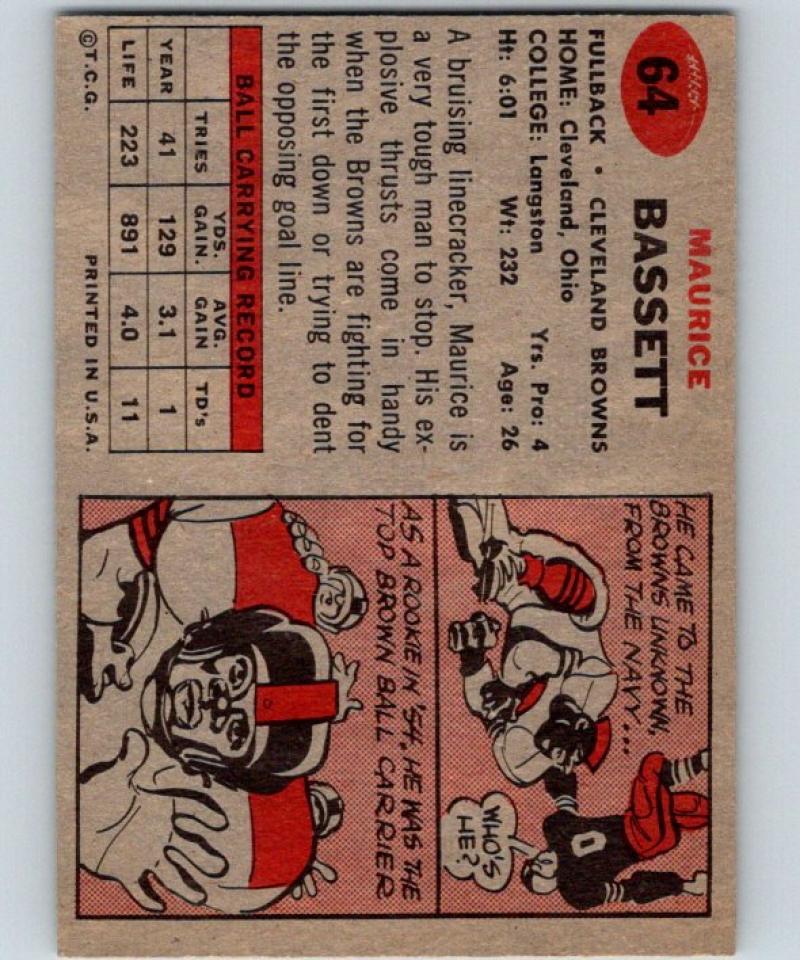 64
MAURICE
BASSETT
FULLBACK • CLEVELAND BROWNS
HOME: Cleveland, Ohio
COLLEGE: Langston Yrs. Pro: 4
Ht: 6:01 Wt: 232 Age: 26
A bruising linecracker, Maurice is
a very tough man to stop. His ex-
plosive thrusts come in handy
when the Browns are fighting for
the first down or trying to dent
the opposing goal line.
BALL CARRYING RECORD
TRIES YDS. GAIN. AVG. GAIN TD's
YEAR 41 129 3.1 1
LIFE 223 891 4.0 11
©T.C.G. PRINTED IN U.S.A.
HE CAME TO THE
BROWNS UNKNOWN,
FROM THE NAVY...
WHO'S
HE?
0
AS A ROOKIE IN '54, HE WAS THE
TOP BROWN BALL CARRIER